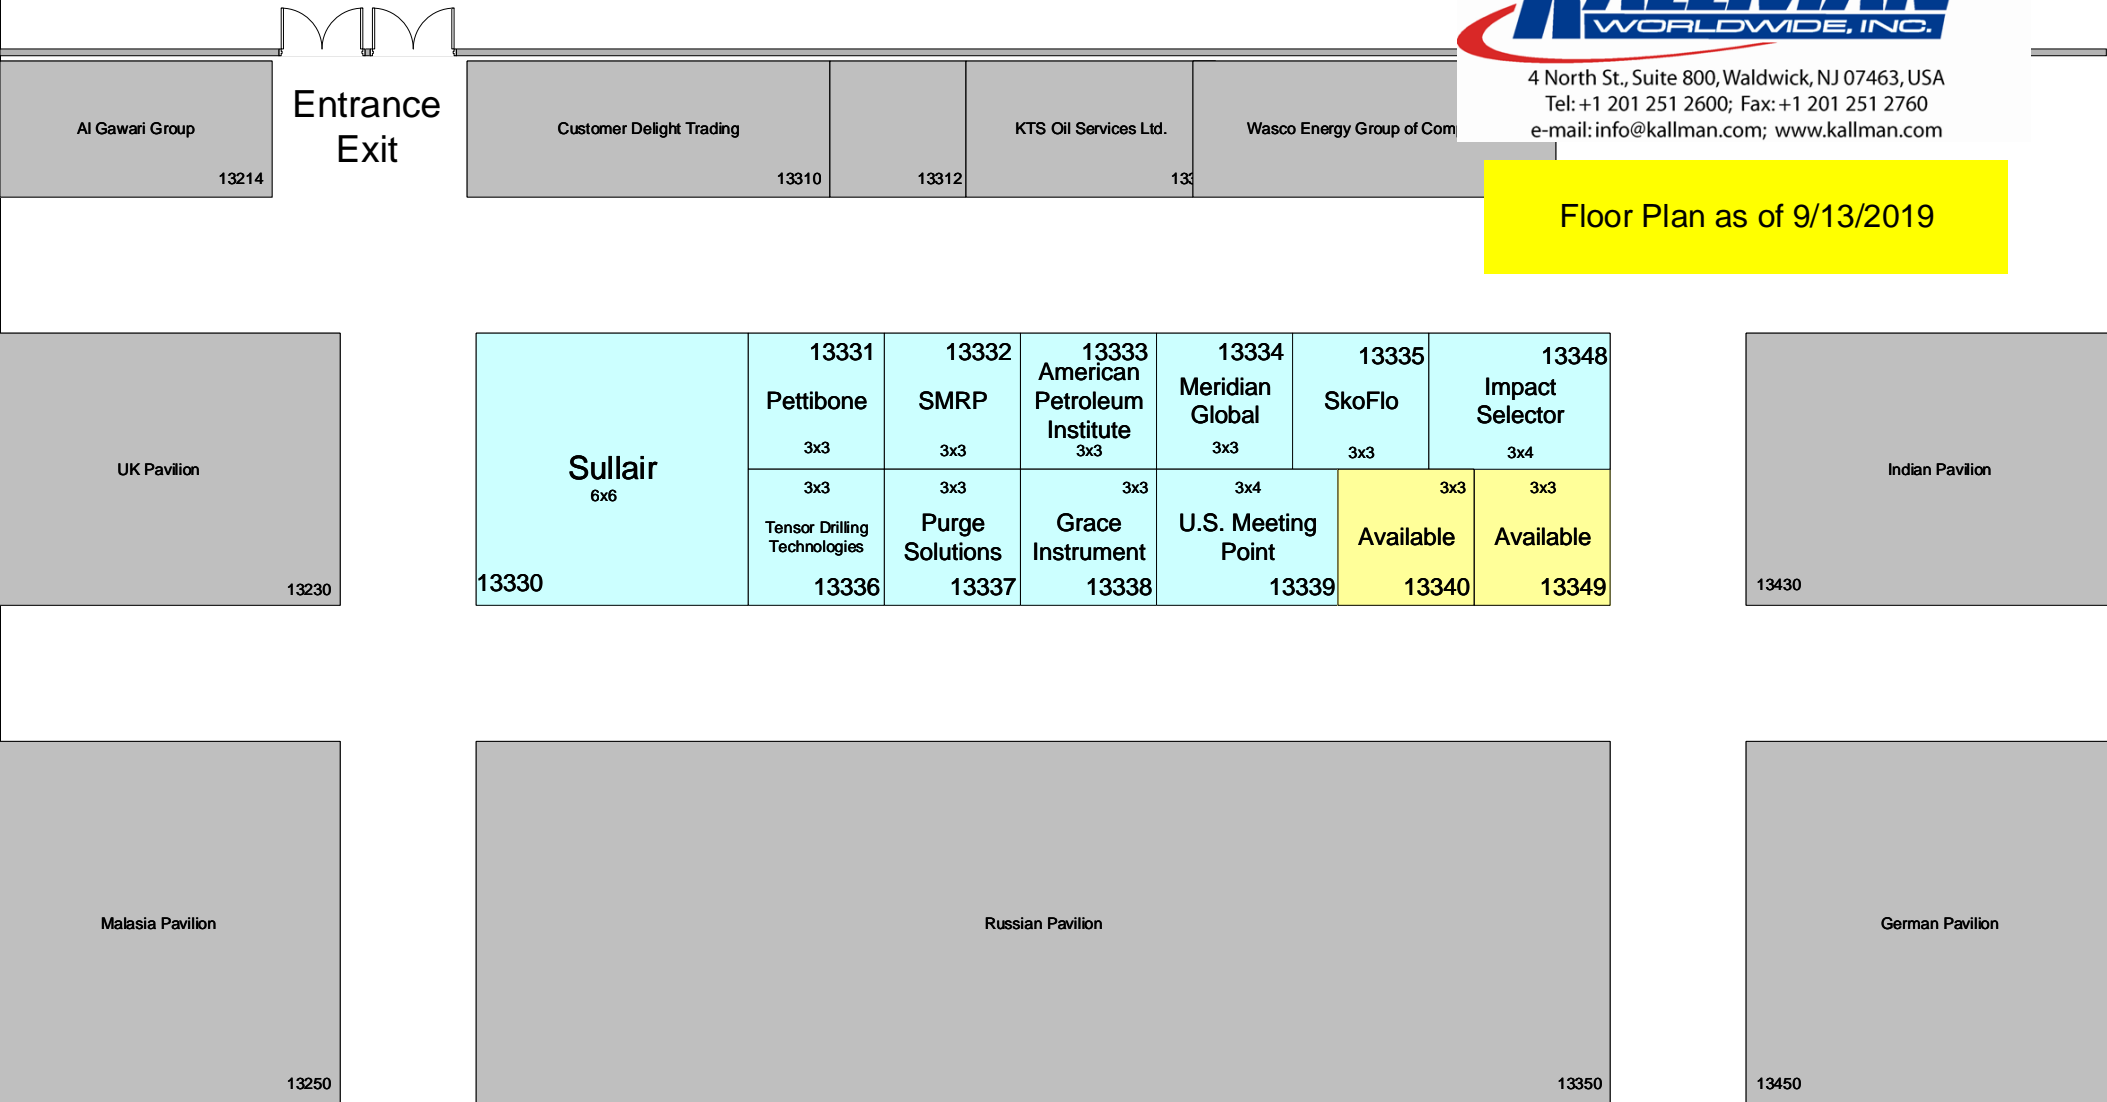 WORLDWIDE, INC.
4 North St., Suite 800, Waldwick, NJ 07463, USA
Tel: +1 201 251 2600; Fax: +1 201 251 2760
e-mail: info@kallman.com; www.kallman.com
Floor Plan as of 9/13/2019
Entrance
Exit
Al Gawari Group
13214
Customer Delight Trading
13310
13312
KTS Oil Services Ltd.
Wasco Energy Group of
UK Pavilion
13230
Sullair
6x6
13330
13331
Pettibone
3x3
13332
SMRP
3x3
13333
American
Petroleum
Institute
3x3
13334
Meridian
Global
3x3
13335
SkoFlo
3x3
13348
Impact
Selector
3x4
3x3
Tensor Drilling
Technologies
13336
3x3
Purge
Solutions
13337
3x3
Grace
Instrument
13338
3x4
U.S. Meeting
Point
13339
3x3
Available
13340
3x3
Available
13349
Indian Pavilion
13430
Malasia Pavilion
13250
Russian Pavilion
13350
German Pavilion
13450